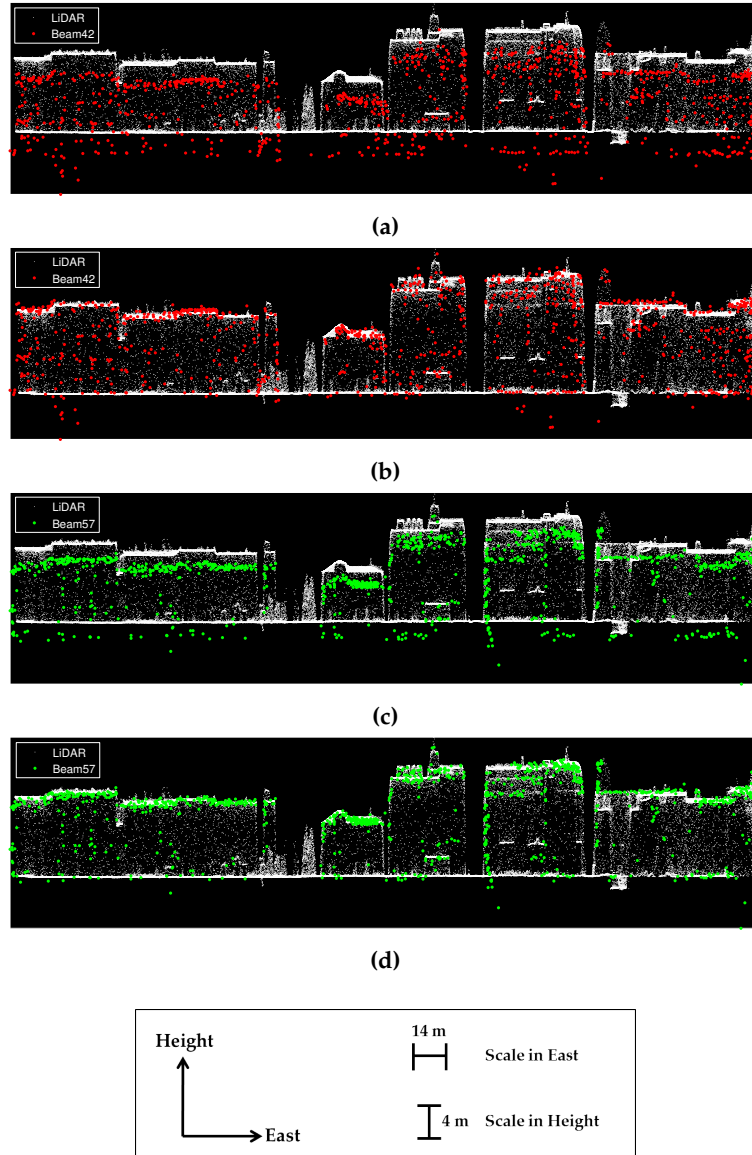 LiDAR
Beam42
(a)
LiDAR
Beam42
(b)
LiDAR
Beam57
(c)
LiDAR
Beam57
(d)
Height
East
14 m
Scale in East
4 m
Scale in Height